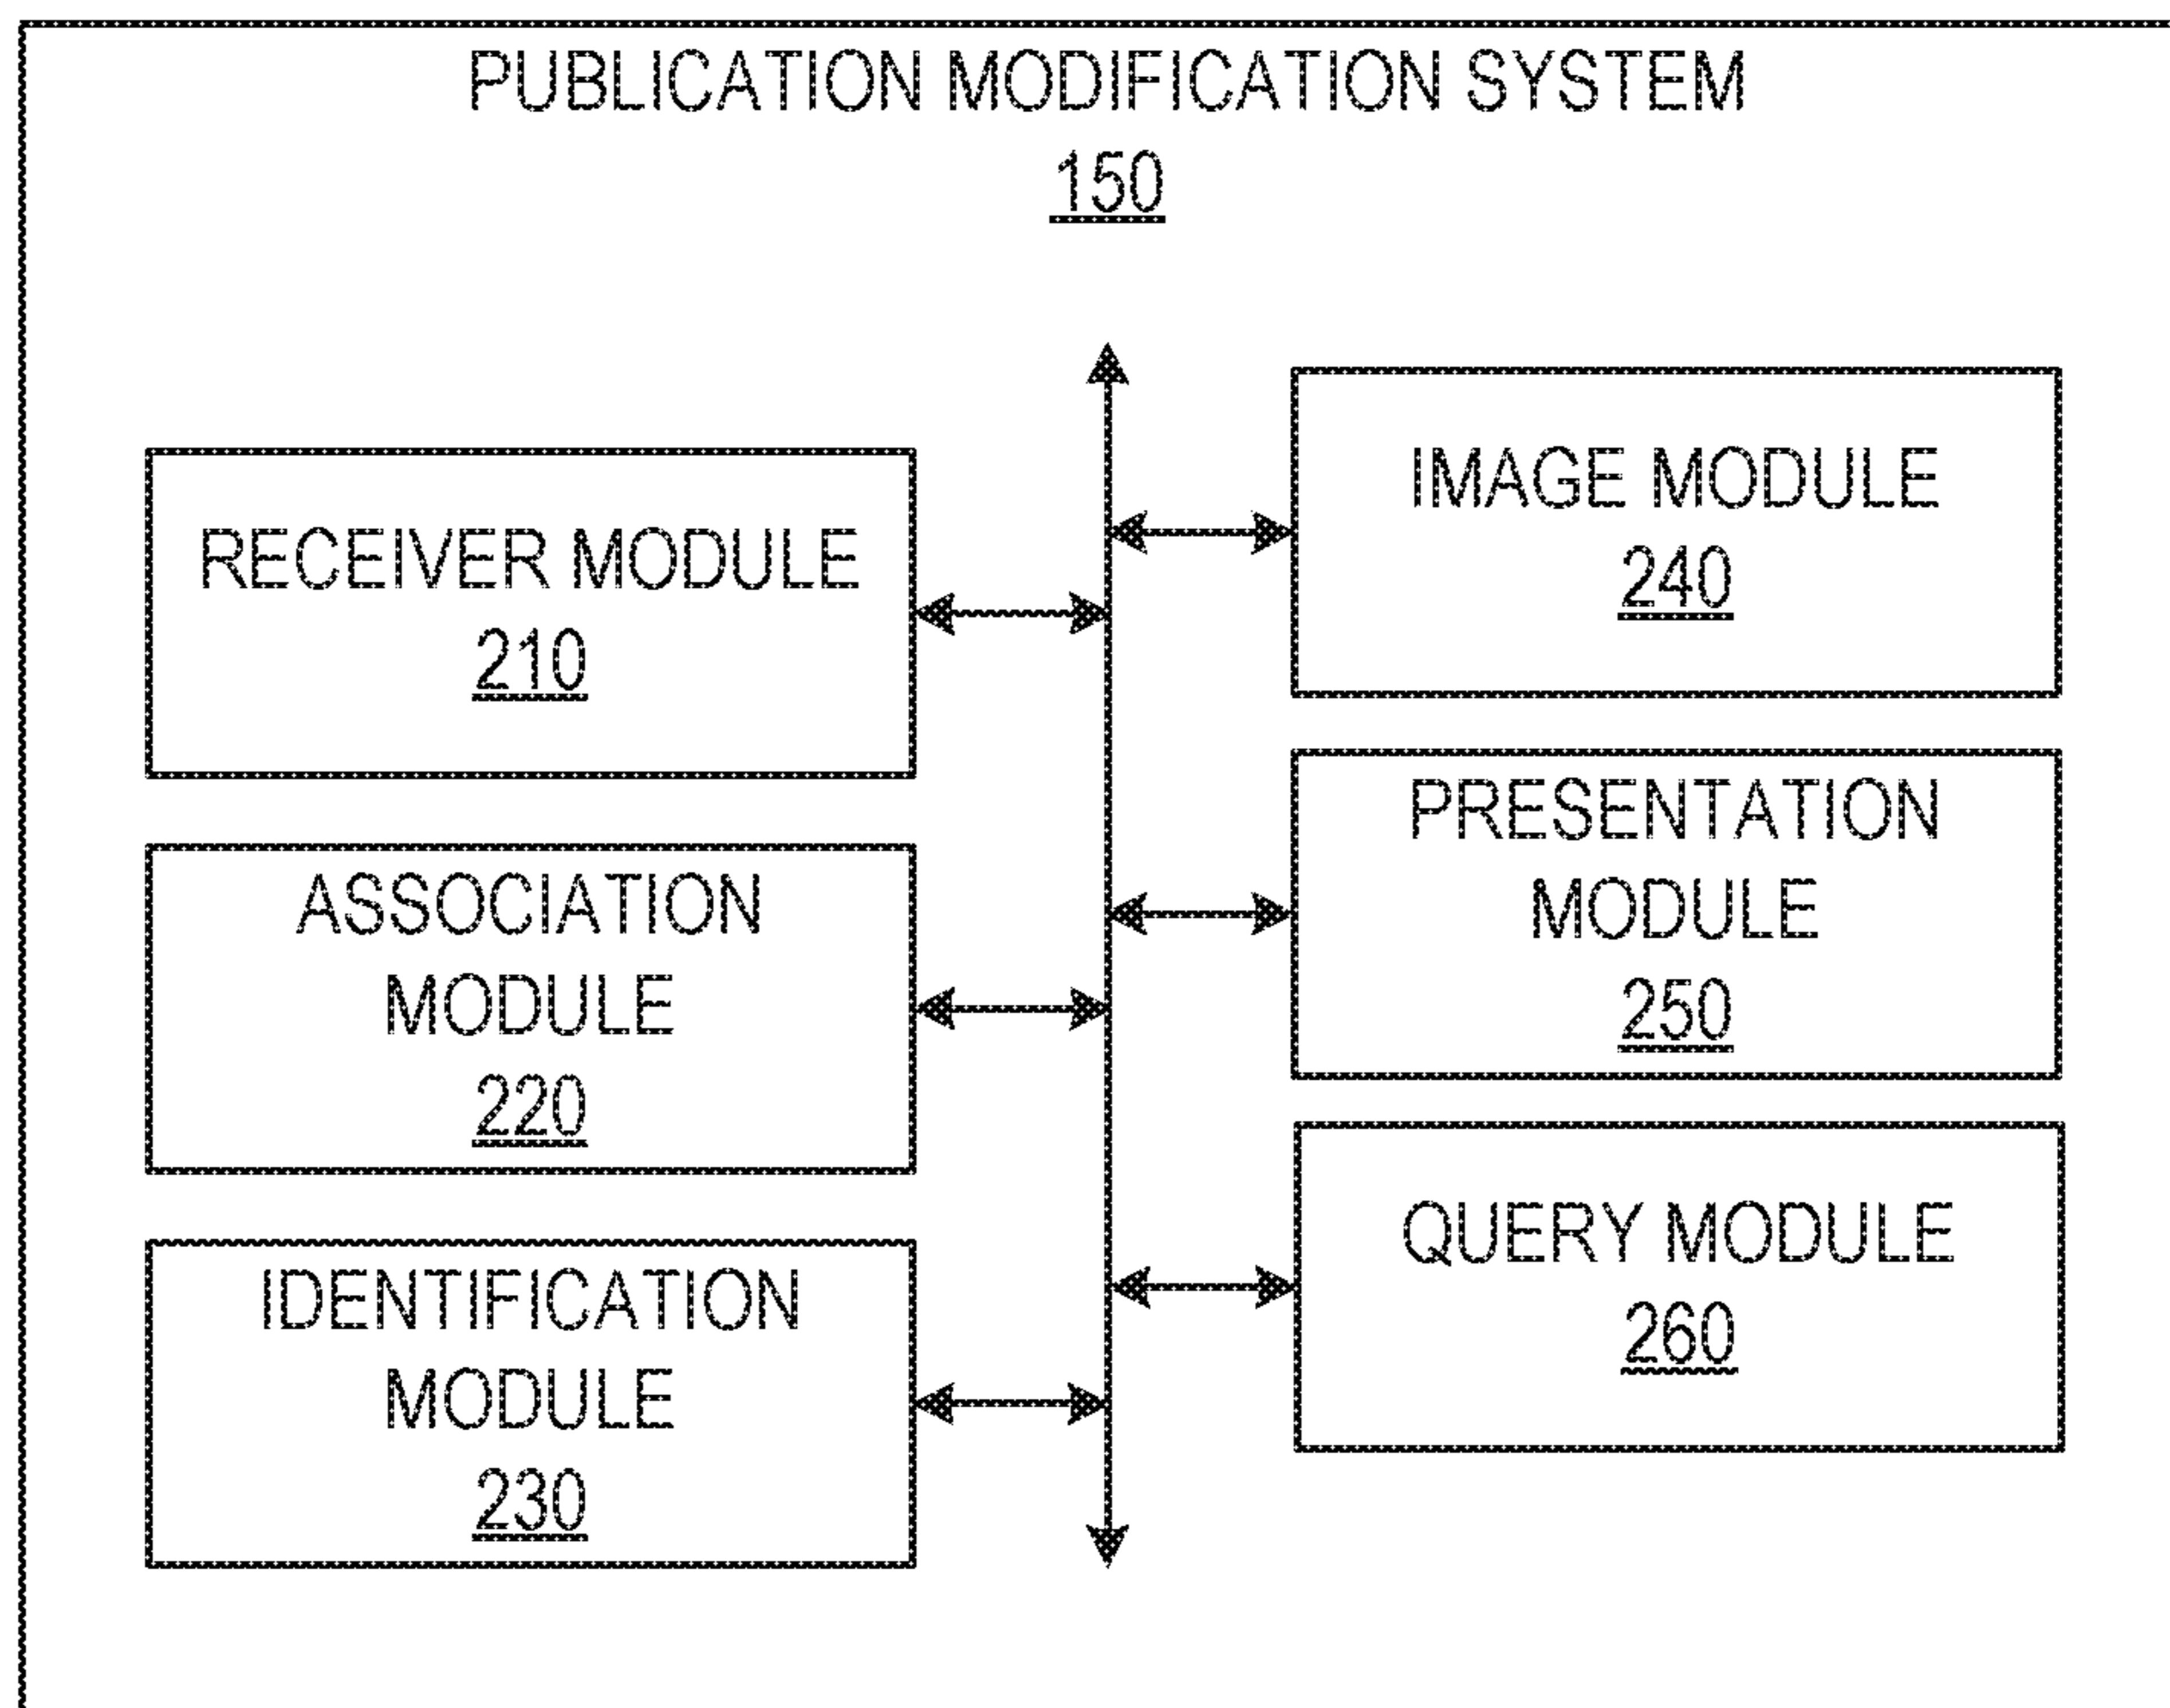 PUBLICATION MODIFICATION SYSTEM
150
RECEIVER MODULE
210
ASSOCIATION
MODULE
220
IDENTIFICATION
MODULE
230
IMAGE MODULE
240
PRESENTATION
MODULE
250
QUERY MODULE
260